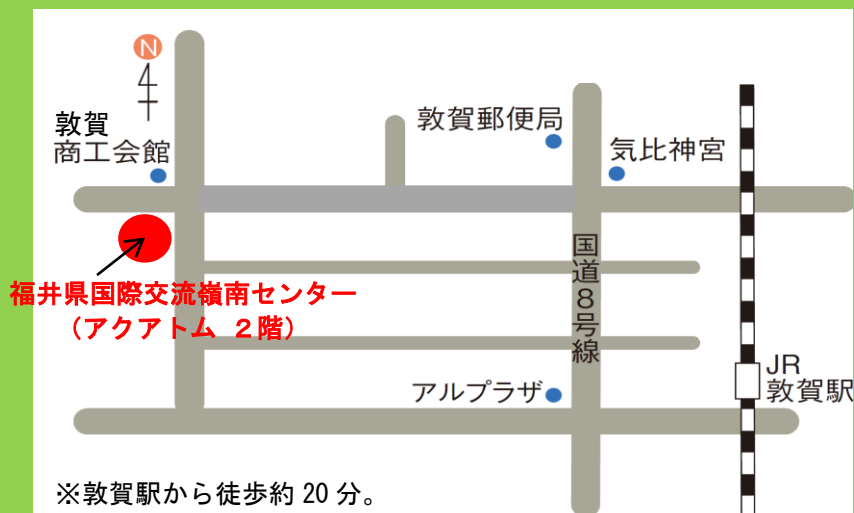 N
敦賀
商工会館
敦賀郵便局
気比神宮
国道8号線
福井県国際交流嶺南センター
（アクアトム ２階）
アルプラザ
JR
敦賀駅
※敦賀駅から徒歩約 20 分。